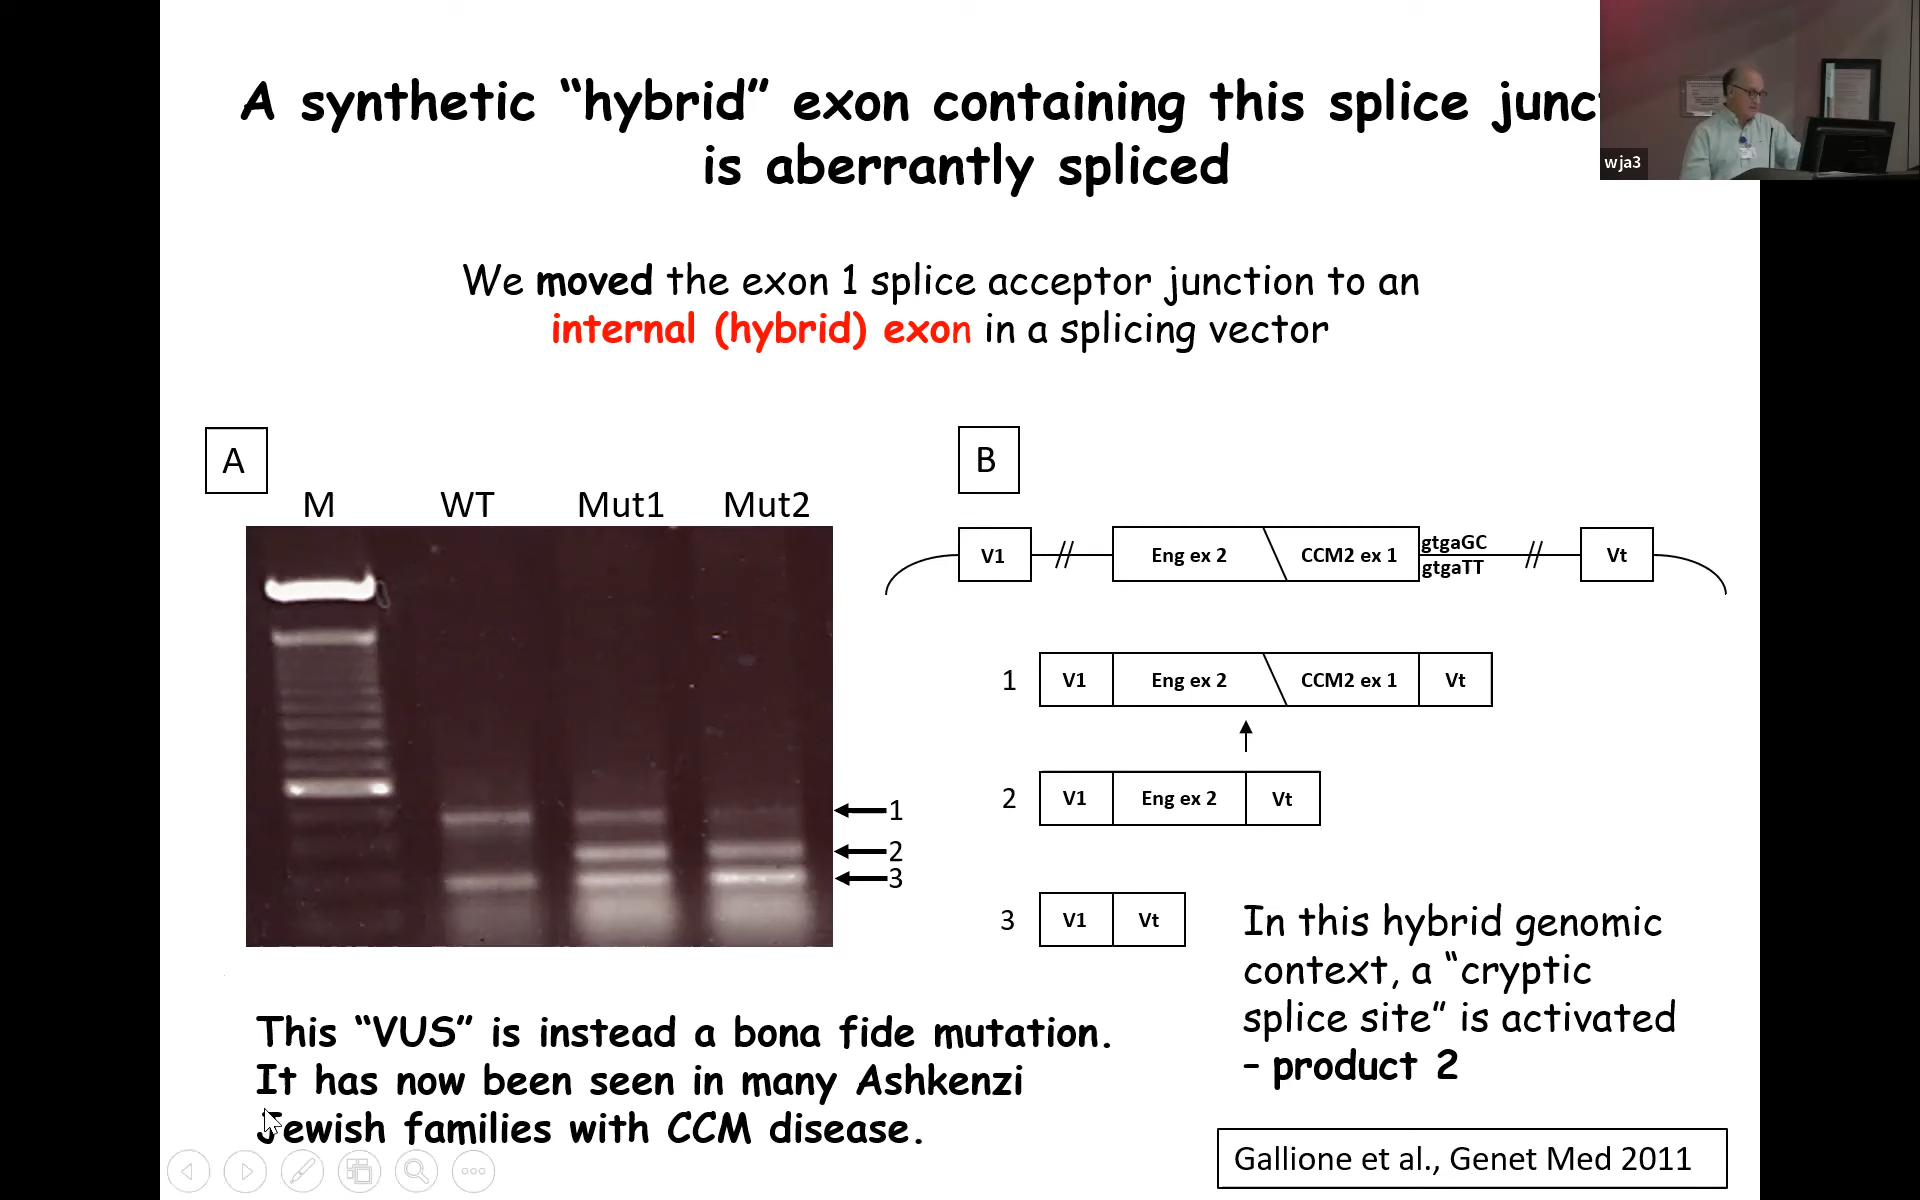 A synthetic “hybrid” exon containing this splice junc
is aberrantly spliced
wja3
We moved the exon 1 splice acceptor junction to an
internal (hybrid) exon in a splicing vector
A
M WT Mut1 Mut2
1
2
3
B
V1 Eng ex 2 CCM2 ex 1 gtgaGC Vt
gtgaTT
1 V1 Eng ex 2 CCM2 ex 1 Vt
2 V1 Eng ex 2 Vt
3 V1 Vt
In this hybrid genomic
context, a “cryptic
splice site” is activated
– product 2
This “VUS” is instead a bona fide mutation.
It has now been seen in many Ashkenzi
Jewish families with CCM disease.
Gallione et al., Genet Med 2011